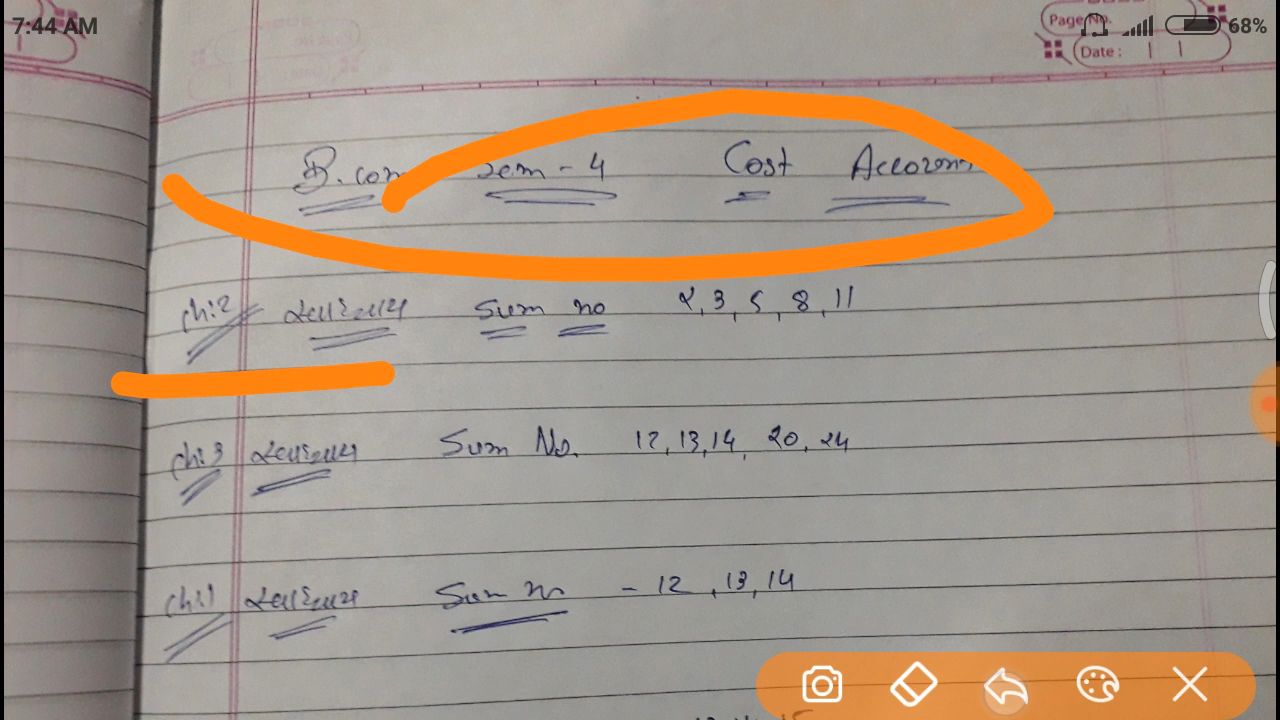 7:44 AM
68%
Page No.
Date :
B.com sem - 4 Cost Account
ch:2 સ્વાધ્યાય Sum no 2, 3, 5, 8, 11
ch:3 સ્વાધ્યાય Sum No. 12, 13, 14, 20, 24
ch:1 સ્વાધ્યાય Sum no - 12, 13, 14